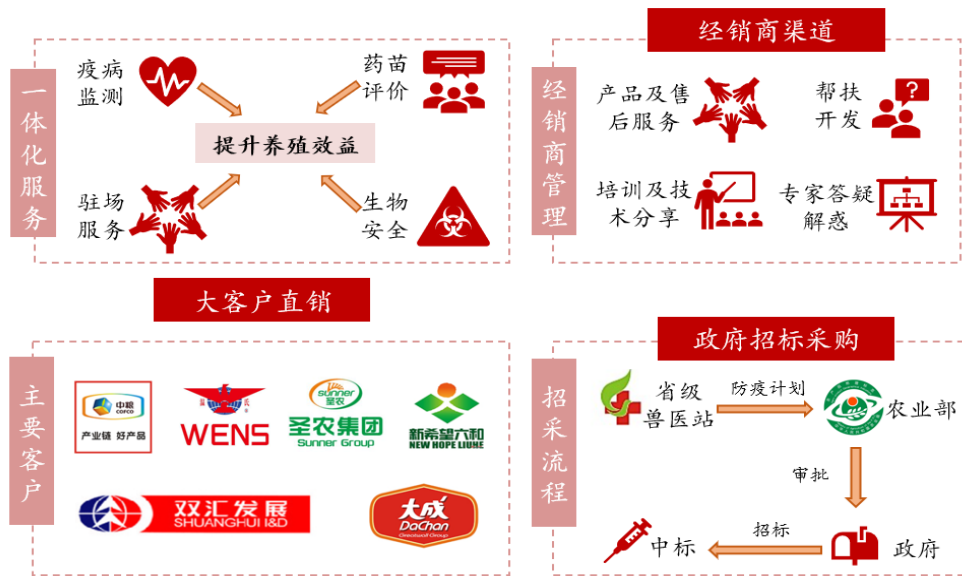 一体化服务
疫病
监测
药苗
评价
提升养殖效益
驻场
服务
生物
安全
经销商渠道
经销商管理
产品及售
后服务
帮扶
开发
?
培训及技
术分享
专家答疑
解惑
大客户直销
主要客户
中粮
COFCO
产业链 好产品
WENS
sunner
圣农
圣农集团
Sunner Group
新希望六和
NEW HOPE LIUHE
双汇发展
SHUANGHUI I&D
大成
DaChan
政府招标采购
招采流程
省级
兽医站
防疫计划
农业部
审批
政府
招标
中标